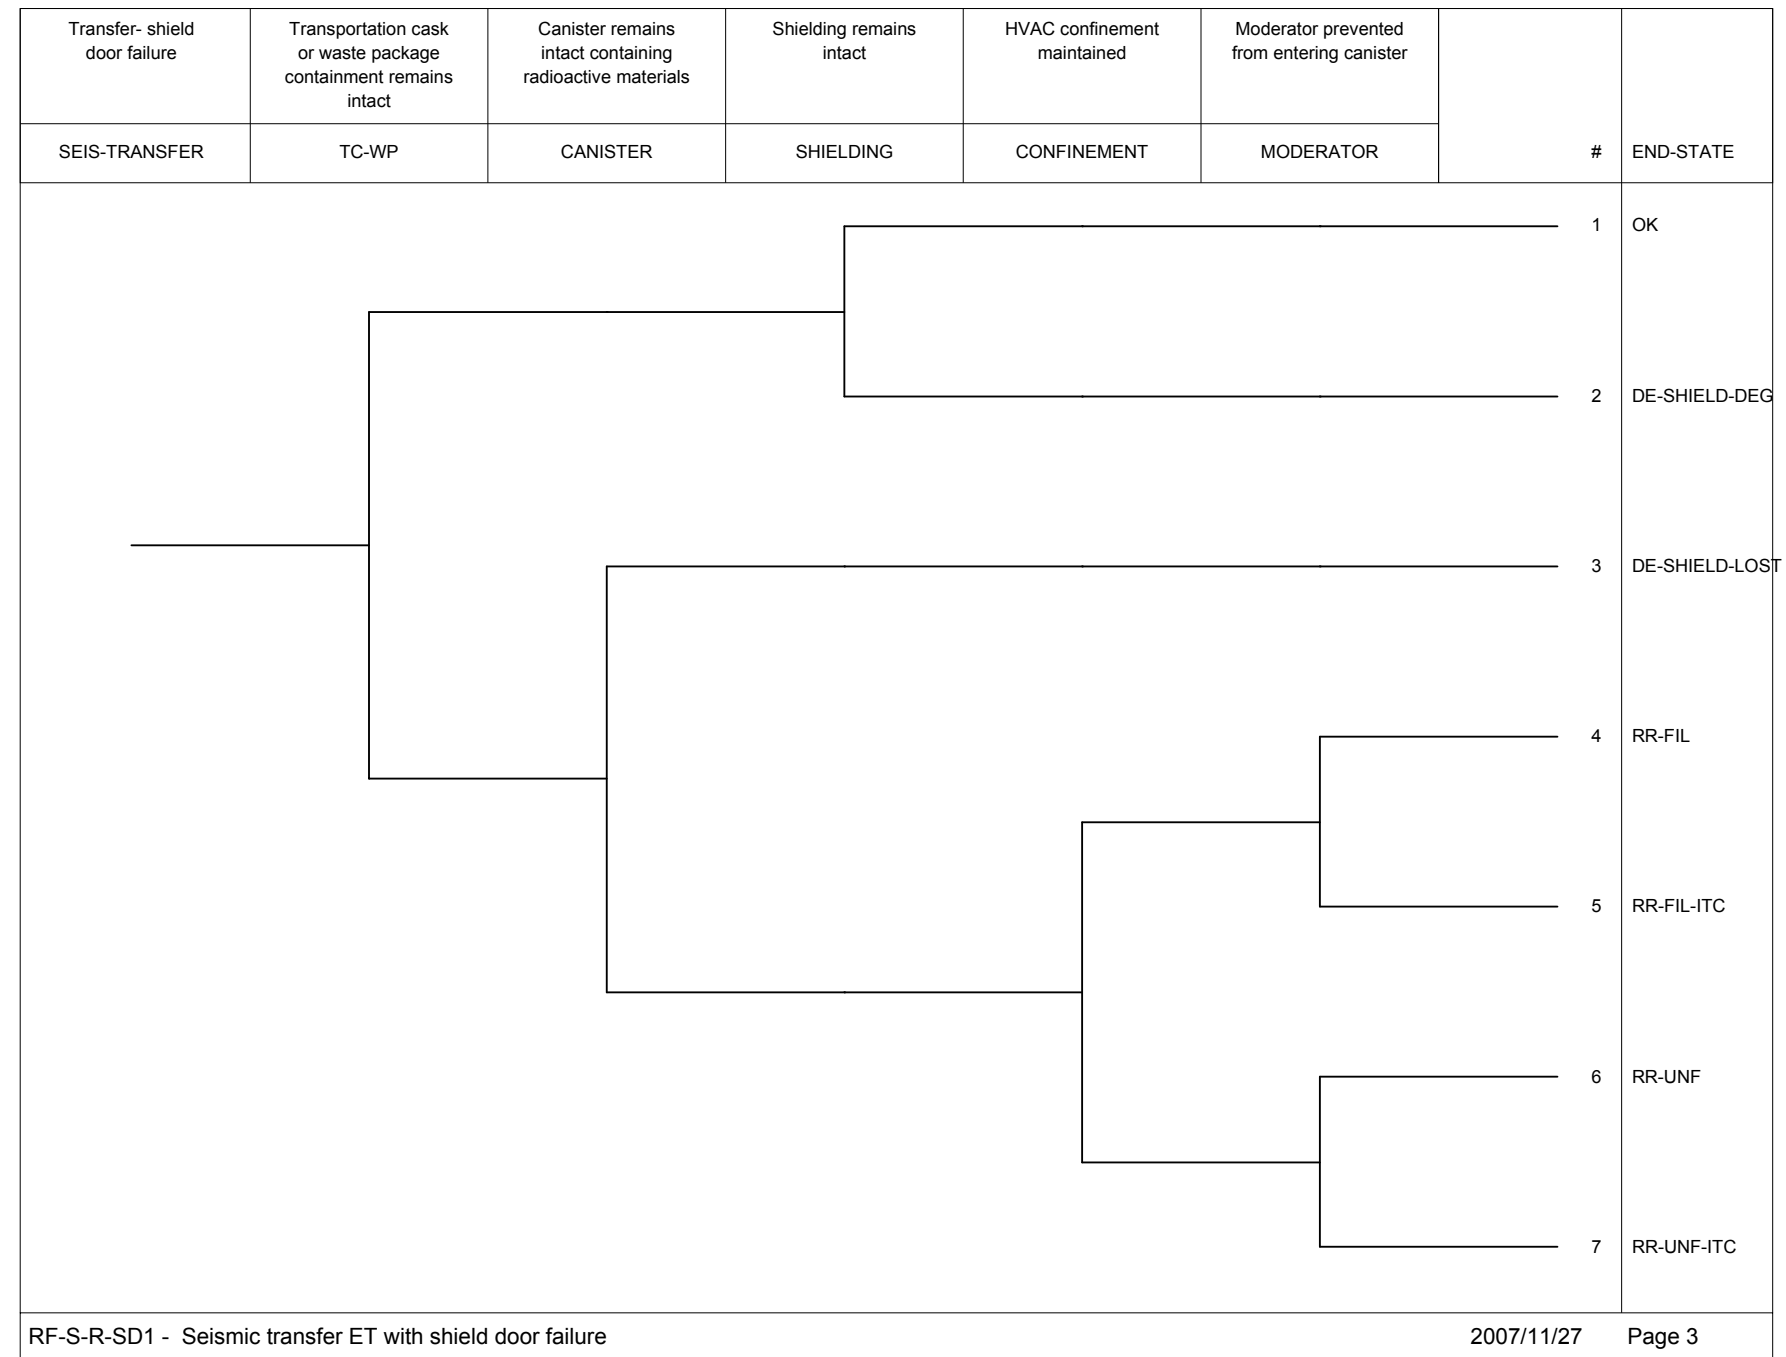 Transfer- shield
door failure
Transportation cask
or waste package
containment remains
intact
Canister remains
intact containing
radioactive materials
Shielding remains
intact
HVAC confinement
maintained
Moderator prevented
from entering canister
SEIS-TRANSFER
TC-WP
CANISTER
SHIELDING
CONFINEMENT
MODERATOR
#
END-STATE
1 OK
2 DE-SHIELD-DEG
3 DE-SHIELD-LOST
4 RR-FIL
5 RR-FIL-ITC
6 RR-UNF
7 RR-UNF-ITC
RF-S-R-SD1 - Seismic transfer ET with shield door failure 2007/11/27 Page 3